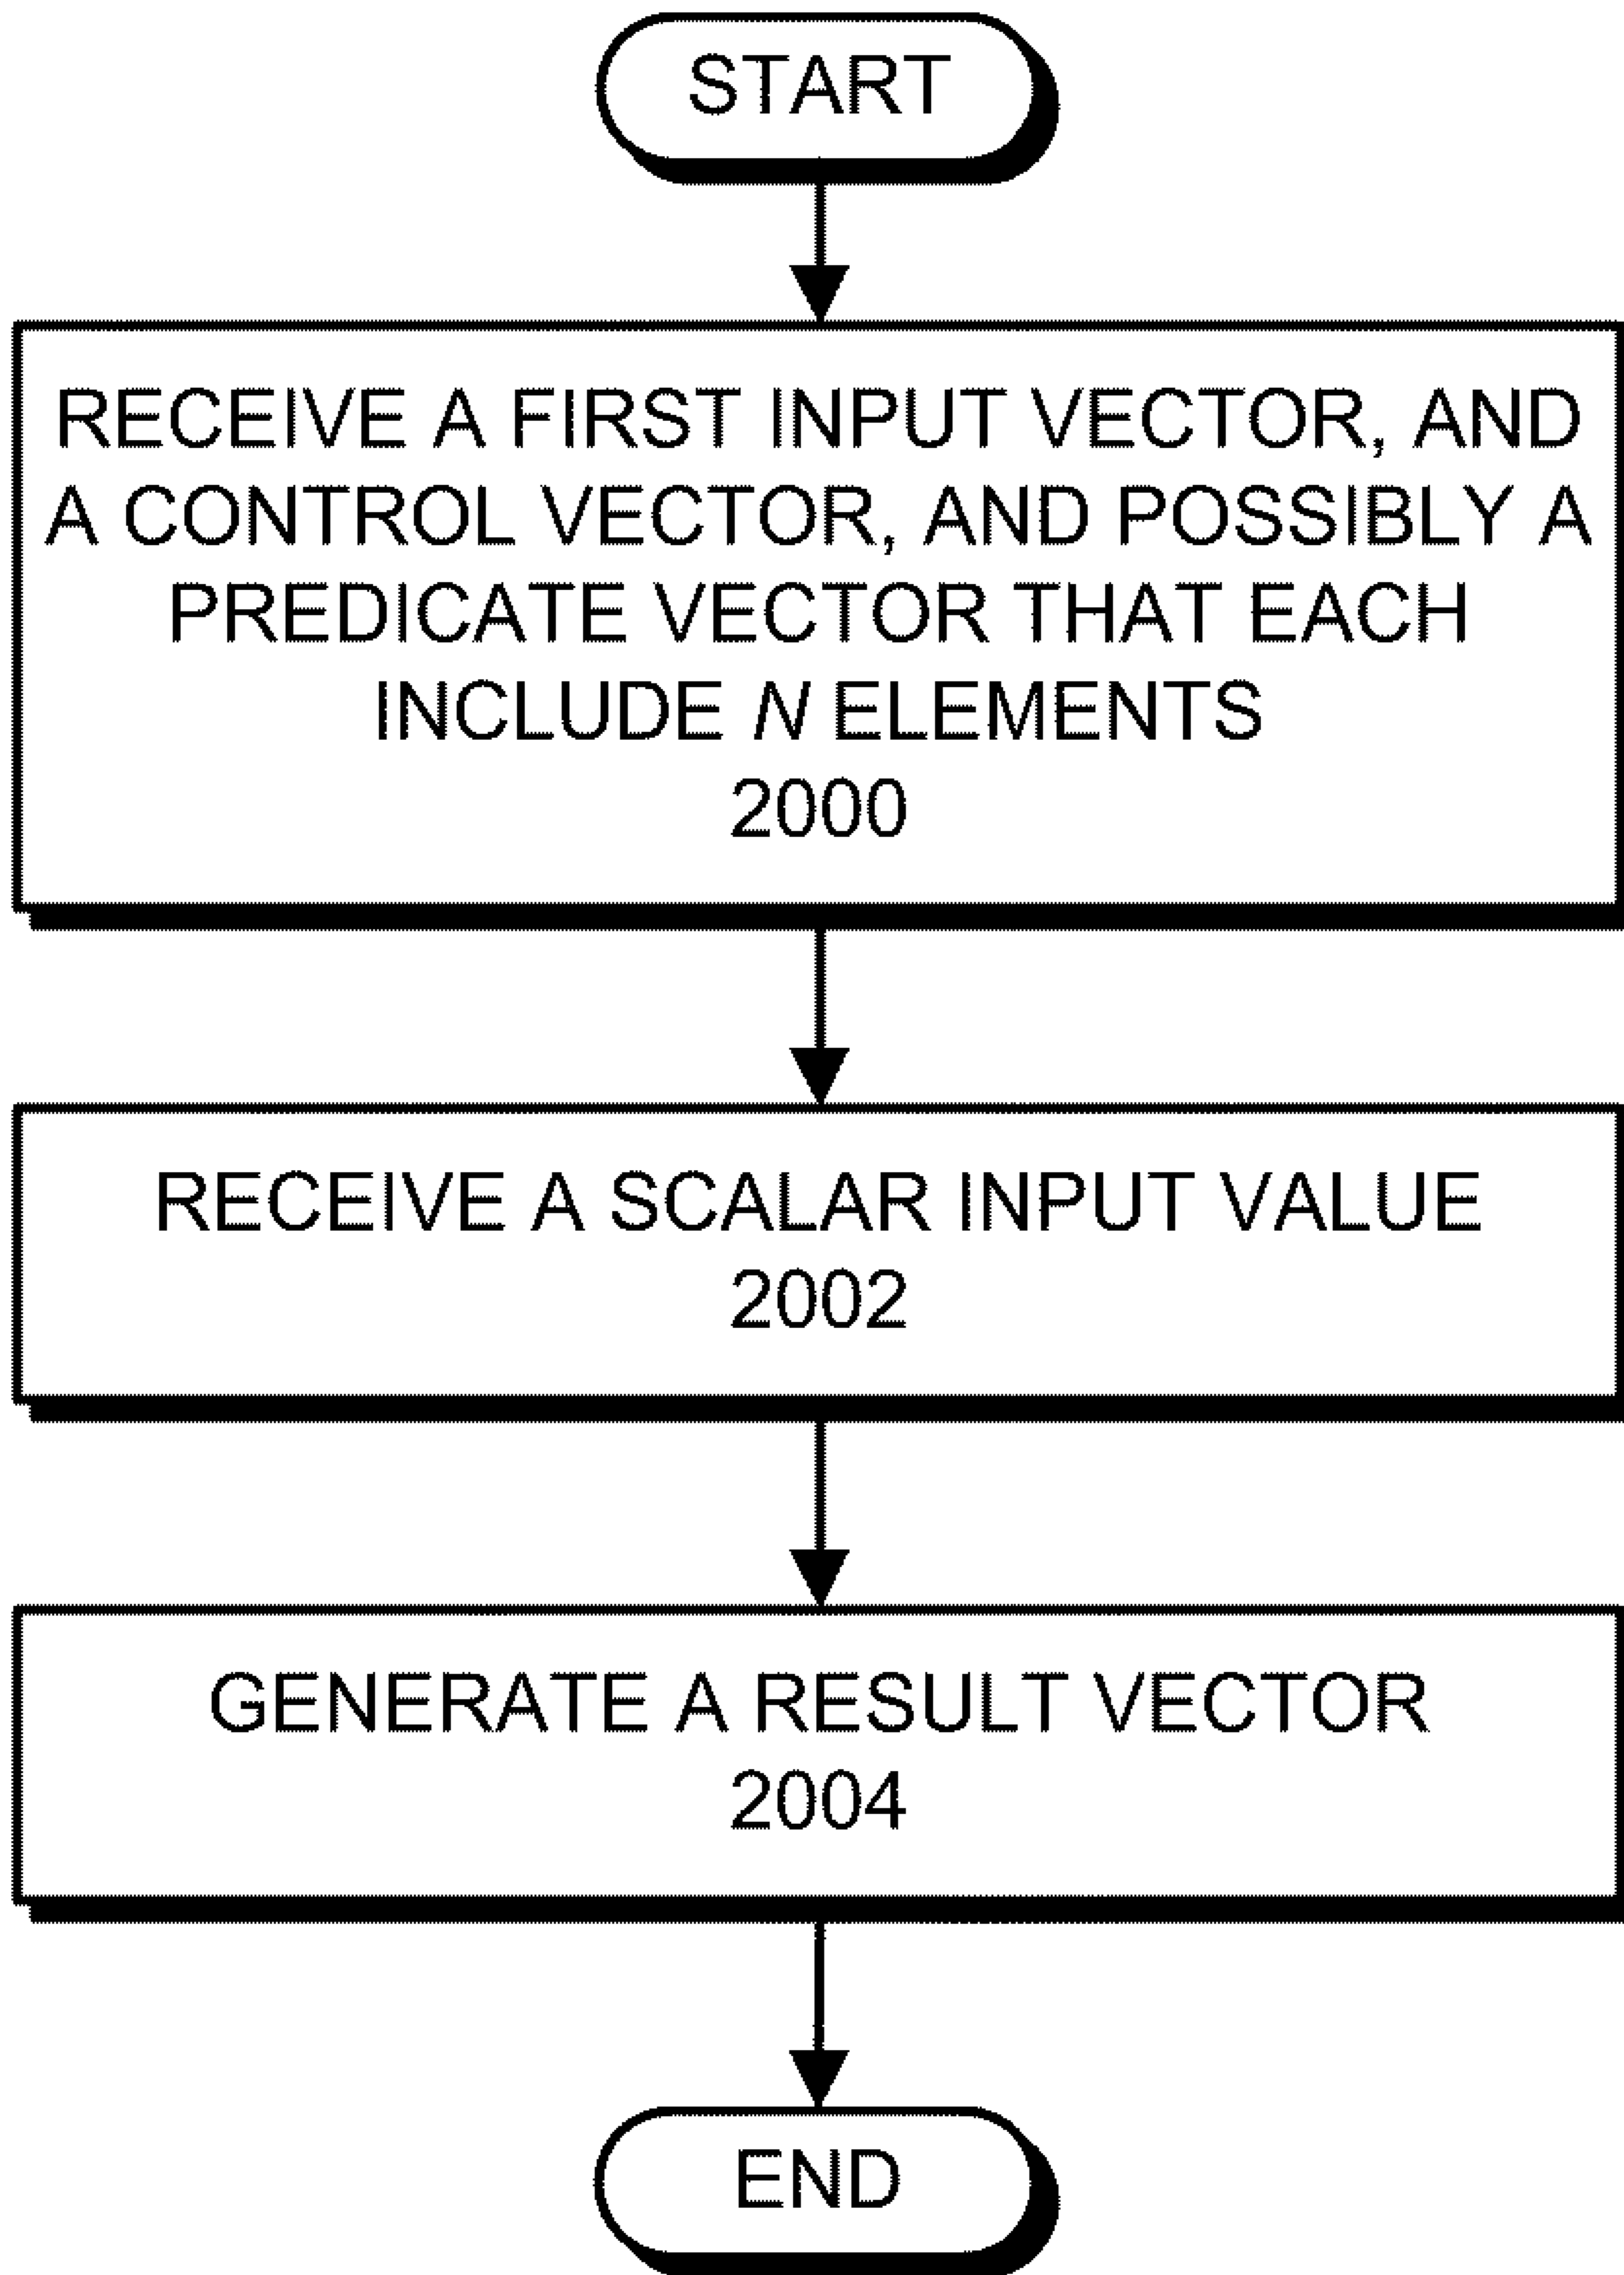 START
RECEIVE A FIRST INPUT VECTOR, AND
A CONTROL VECTOR, AND POSSIBLY A
PREDICATE VECTOR THAT EACH
INCLUDE N ELEMENTS
2000
RECEIVE A SCALAR INPUT VALUE
2002
GENERATE A RESULT VECTOR
2004
END